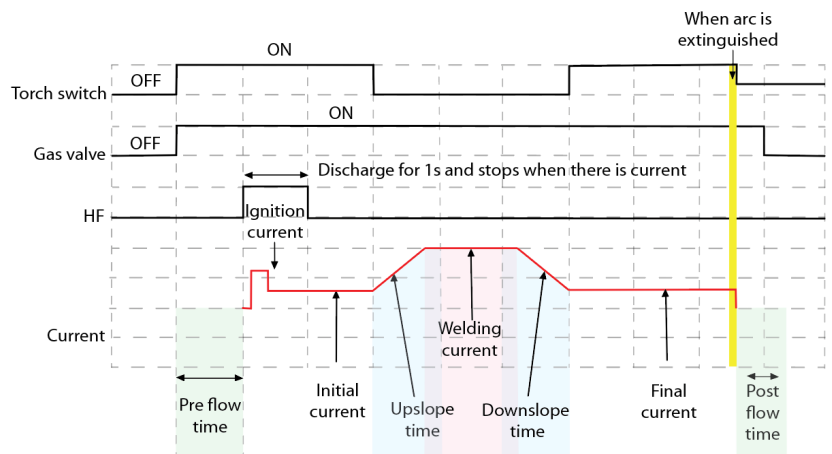 When arc is
extinguished
ON
OFF
Torch switch
ON
OFF
Gas valve
Discharge for 1s and stops when there is current
HF
Ignition
current
Current
Welding
current
Pre flow
time
Initial
current
Upslope
time
Downslope
time
Final
current
Post
flow
time